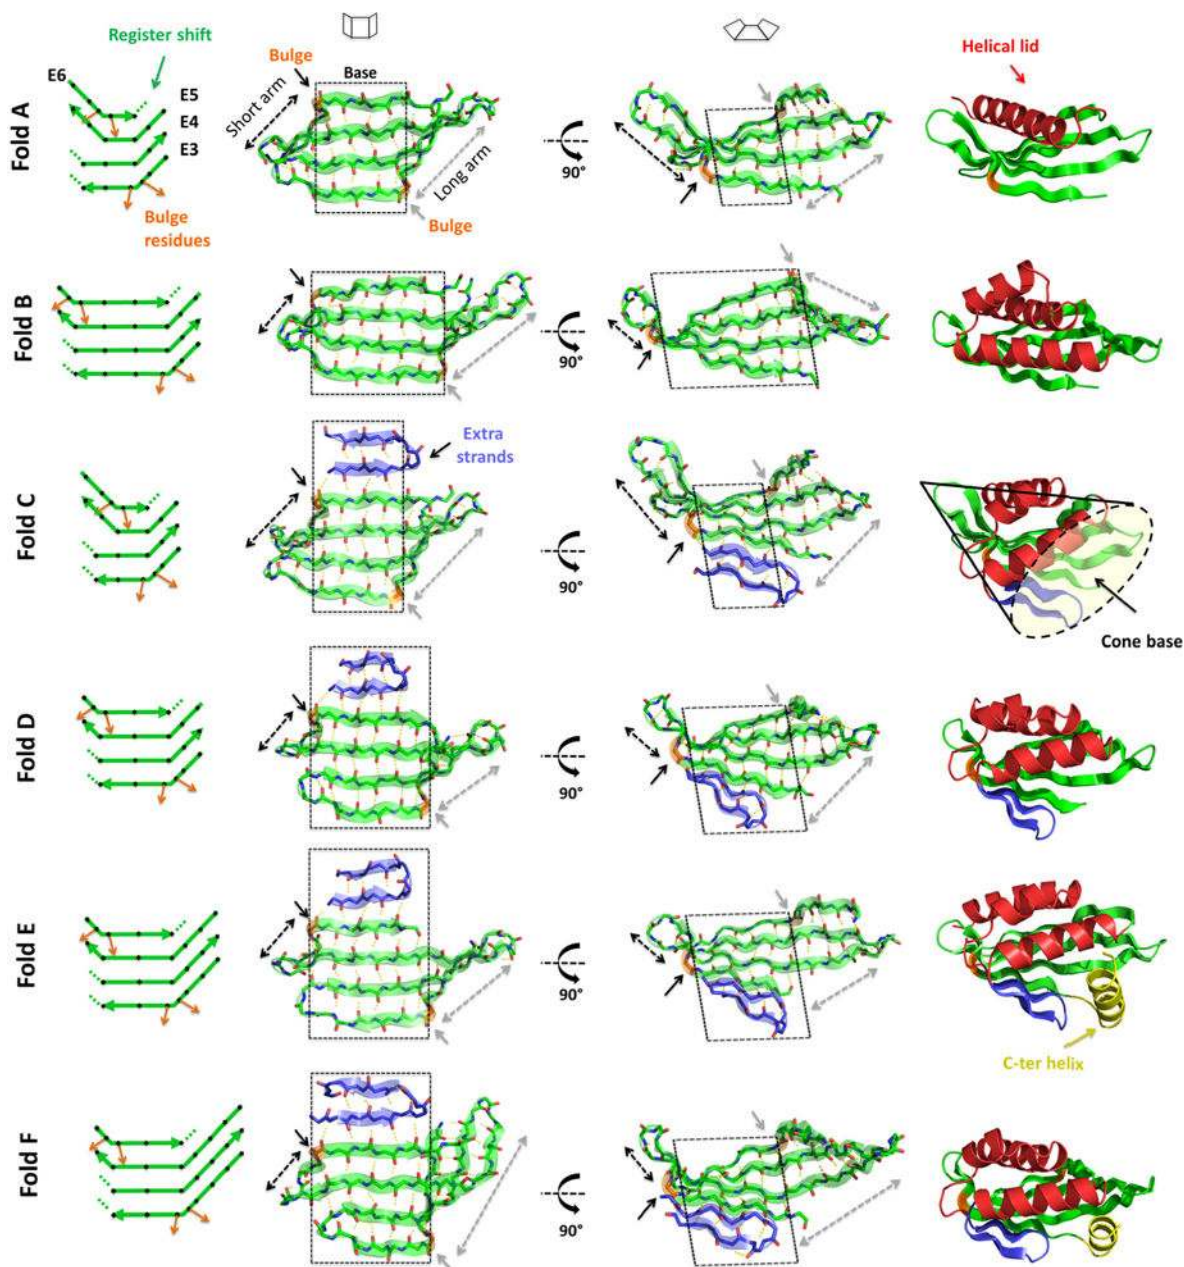 Register shift
Bulge
Base
Helical lid
E6
E5
E4
E3
Fold A
Short arm
Long arm
90°
Bulge
residues
Bulge
Fold B
90°
Extra
strands
Fold C
90°
Cone base
Fold D
90°
Fold E
90°
C-ter helix
Fold F
90°